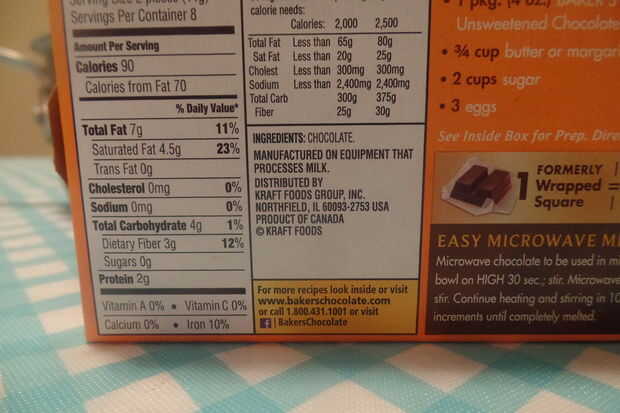 Servings Per Container 8
Amount Per Serving
Calories 90
Calories from Fat 70
% Daily Value*
Total Fat 7g 11%
Saturated Fat 4.5g 23%
Trans Fat 0g
Cholesterol 0mg 0%
Sodium 0mg 0%
Total Carbohydrate 4g 1%
Dietary Fiber 3g 12%
Sugars 0g
Protein 2g
Vitamin A 0% • Vitamin C 0%
Calcium 0% • Iron 10%
calorie needs:
Calories: 2,000 2,500
Total Fat Less than 65g 80g
Sat Fat Less than 20g 25g
Cholest Less than 300mg 300mg
Sodium Less than 2,400mg 2,400mg
Total Carb 300g 375g
Fiber 25g 30g
INGREDIENTS: CHOCOLATE.
MANUFACTURED ON EQUIPMENT THAT
PROCESSES MILK.
DISTRIBUTED BY
KRAFT FOODS GROUP, INC.
NORTHFIELD, IL 60093-2753 USA
PRODUCT OF CANADA
© KRAFT FOODS
For more recipes look inside or visit
www.bakerschocolate.com
or call 1.800.431.1001 or visit
f | BakersChocolate
• 1 pkg. (4 oz.) BAKER'S
Unsweetened Chocolate
• ¾ cup butter or margar
• 2 cups sugar
• 3 eggs
See Inside Box for Prep. Dire
1 FORMERLY
Wrapped =
Square
EASY MICROWAVE
Microwave chocolate to be used in
bowl on HIGH 30 sec.; stir. Microwave
stir. Continue heating and stirring in 10
increments until completely melted.